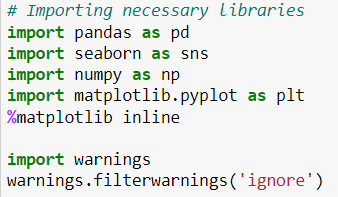 # Importing necessary libraries
import pandas as pd
import seaborn as sns
import numpy as np
import matplotlib.pyplot as plt
%matplotlib inline

import warnings
warnings.filterwarnings('ignore')